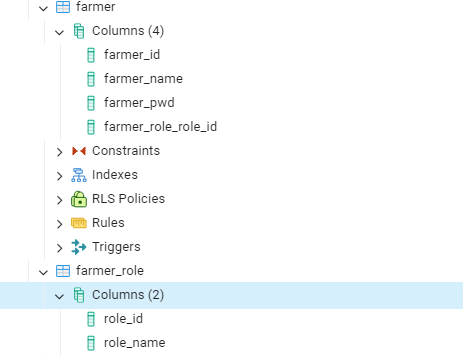 farmer
Columns (4)
farmer_id
farmer_name
farmer_pwd
farmer_role_role_id
Constraints
Indexes
RLS Policies
Rules
Triggers
farmer_role
Columns (2)
role_id
role_name